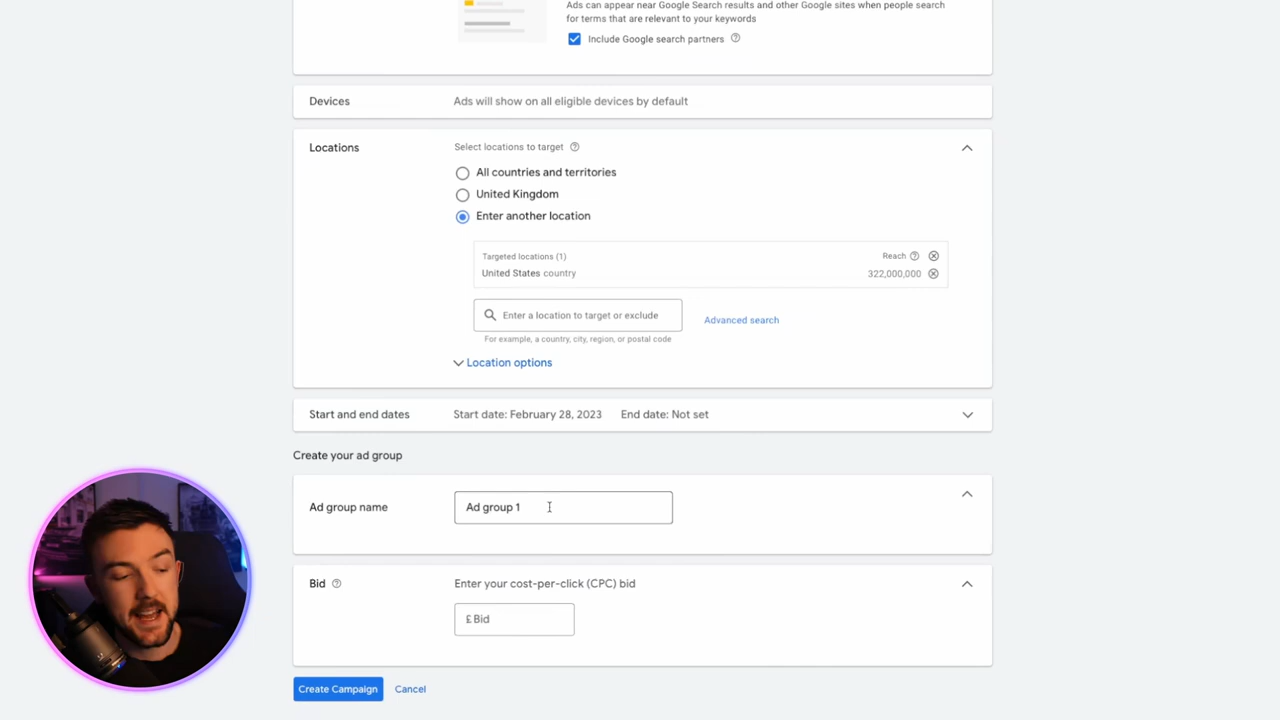 Ads can appear near Google Search results and other Google sites when people search
for terms that are relevant to your keywords
Include Google search partners
Devices
Ads will show on all eligible devices by default
Locations
Select locations to target
All countries and territories
United Kingdom
Enter another location
Targeted locations (1)
Reach
United States country
322,000,000
Enter a location to target or exclude
Advanced search
For example, a country, city, region, or postal code
Location options
Start and end dates
Start date: February 28, 2023
End date: Not set
Create your ad group
Ad group name
Ad group 1
Bid
Enter your cost-per-click (CPC) bid
£ Bid
Create Campaign
Cancel